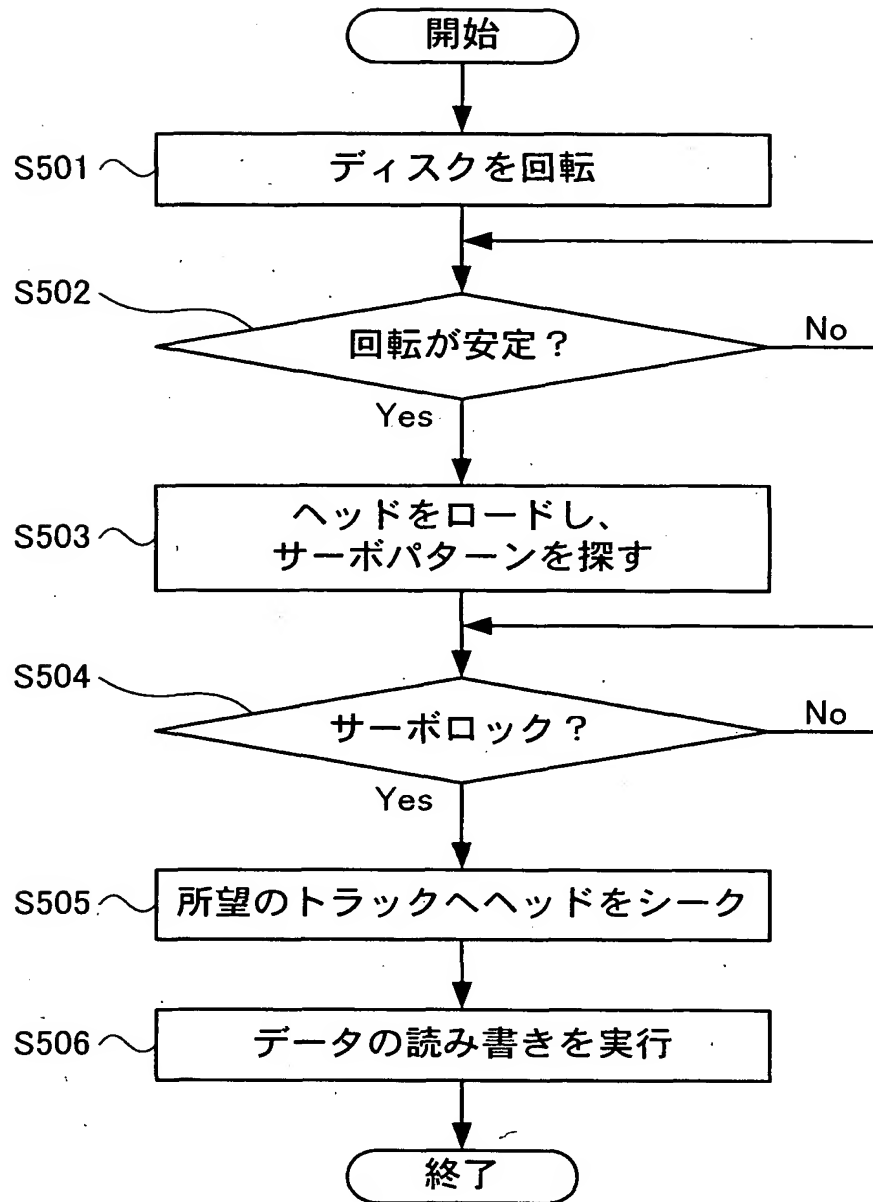 開始
S501
ディスクを回転
S502
回転が安定？
No
Yes
S503
ヘッドをロードし、
サーボパターンを探す
S504
サーボロック？
No
Yes
S505
所望のトラックへヘッドをシーク
S506
データの読み書きを実行
終了